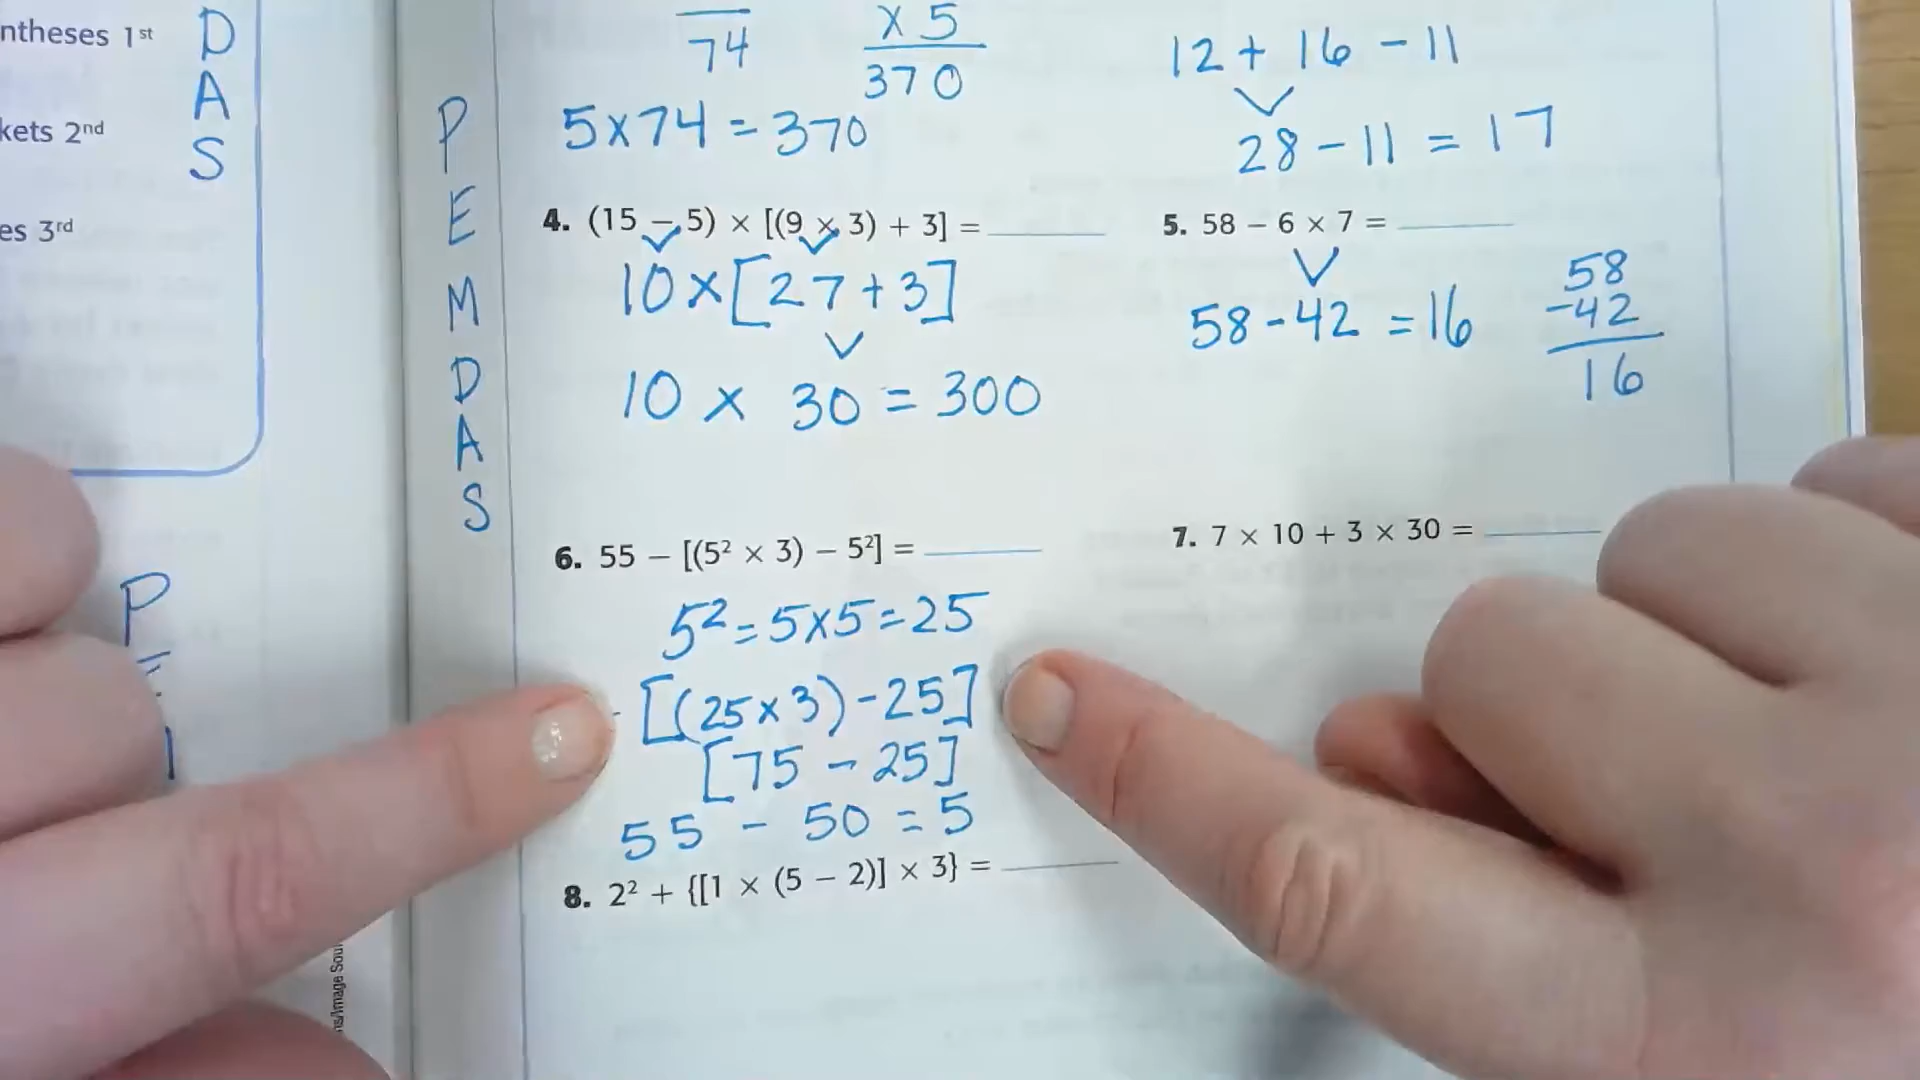 ntheses 1st
kets 2nd
es 3rd
D
A
S
P
E
M
D
A
S
P
74
x 5
370
5x74 = 370
12 + 16 - 11
28 - 11 = 17
4. (15 – 5) × [(9 × 3) + 3] =
10 x [27 + 3]
10 x 30 = 300
5. 58 – 6 × 7 =
58 - 42 = 16
58
-42
16
6. 55 – [(5² × 3) – 5²] =
5² = 5x5 = 25
- [(25 x 3) - 25]
[75 - 25]
55 - 50 = 5
7. 7 × 10 + 3 × 30 =
8. 2² + {[1 × (5 – 2)] × 3} =